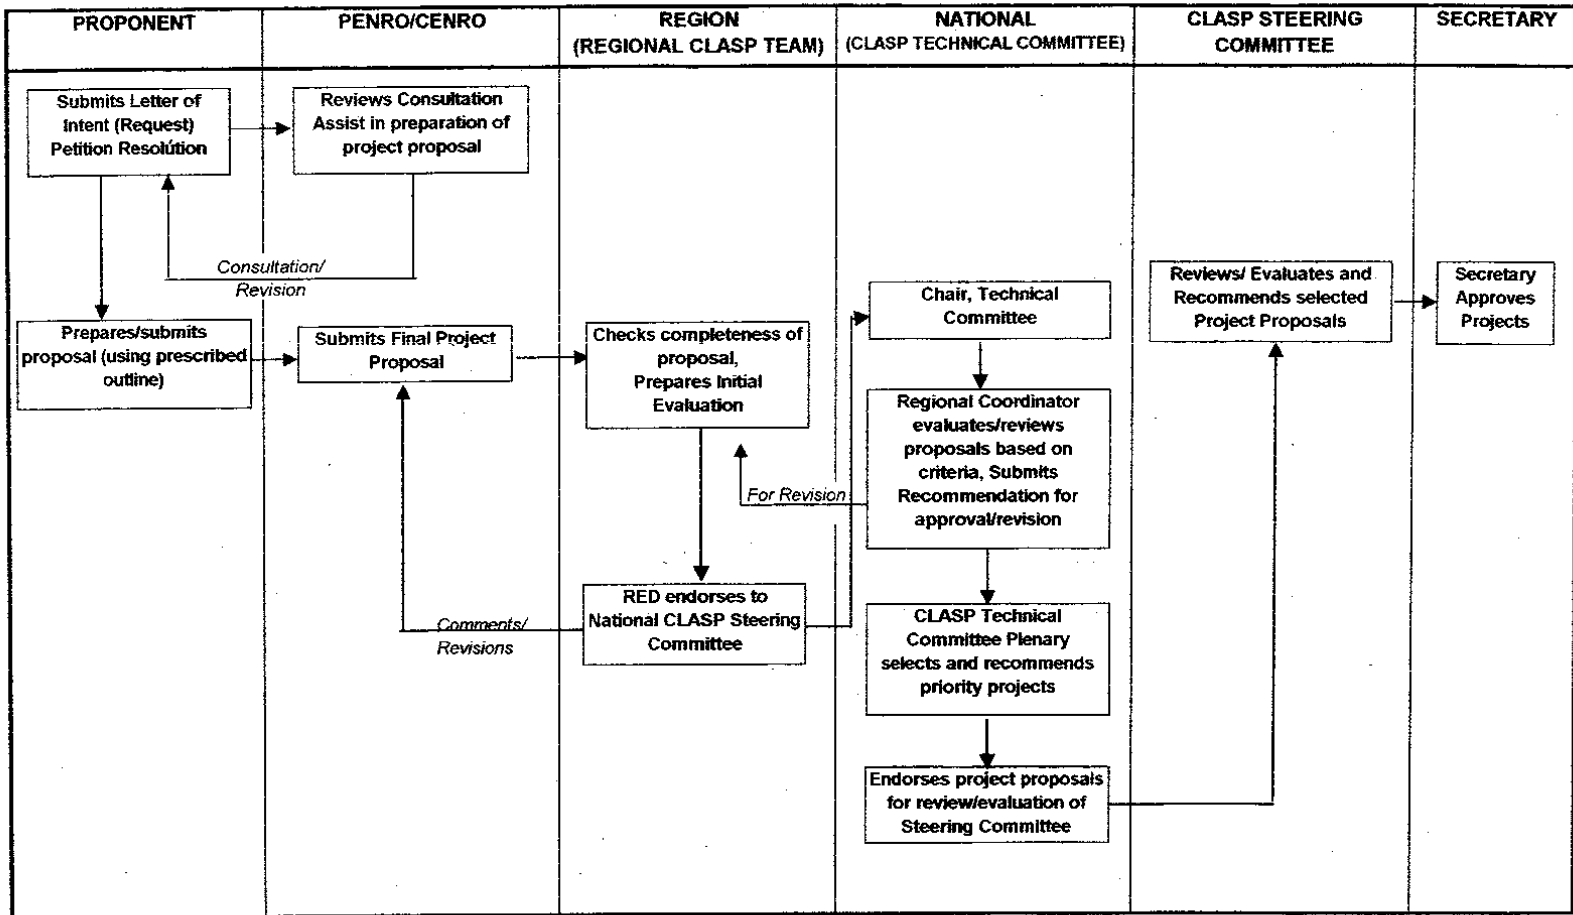 PROPONENT
PENRO/CENRO
REGION
(REGIONAL CLASP TEAM)
NATIONAL
(CLASP TECHNICAL COMMITTEE)
CLASP STEERING
COMMITTEE
SECRETARY
Submits Letter of
Intent (Request)
Petition Resolútion
Reviews Consultation
Assist in preparation of
project proposal
Consultation/
Revision
Prepares/submits
proposal (using prescribed
outline)
Submits Final Project
Proposal
Checks completeness of
proposal,
Prepares Initial
Evaluation
Chair, Technical
Committee
Reviews/ Evaluates and
Recommends selected
Project Proposals
Secretary
Approves
Projects
Regional Coordinator
evaluates/reviews
proposals based on
criteria, Submits
Recommendation for
approval/revision
For Revision
RED endorses to
National CLASP Steering
Committee
Comments/
Revisions
CLASP Technical
Committee Plenary
selects and recommends
priority projects
Endorses project proposals
for review/evaluation of
Steering Committee